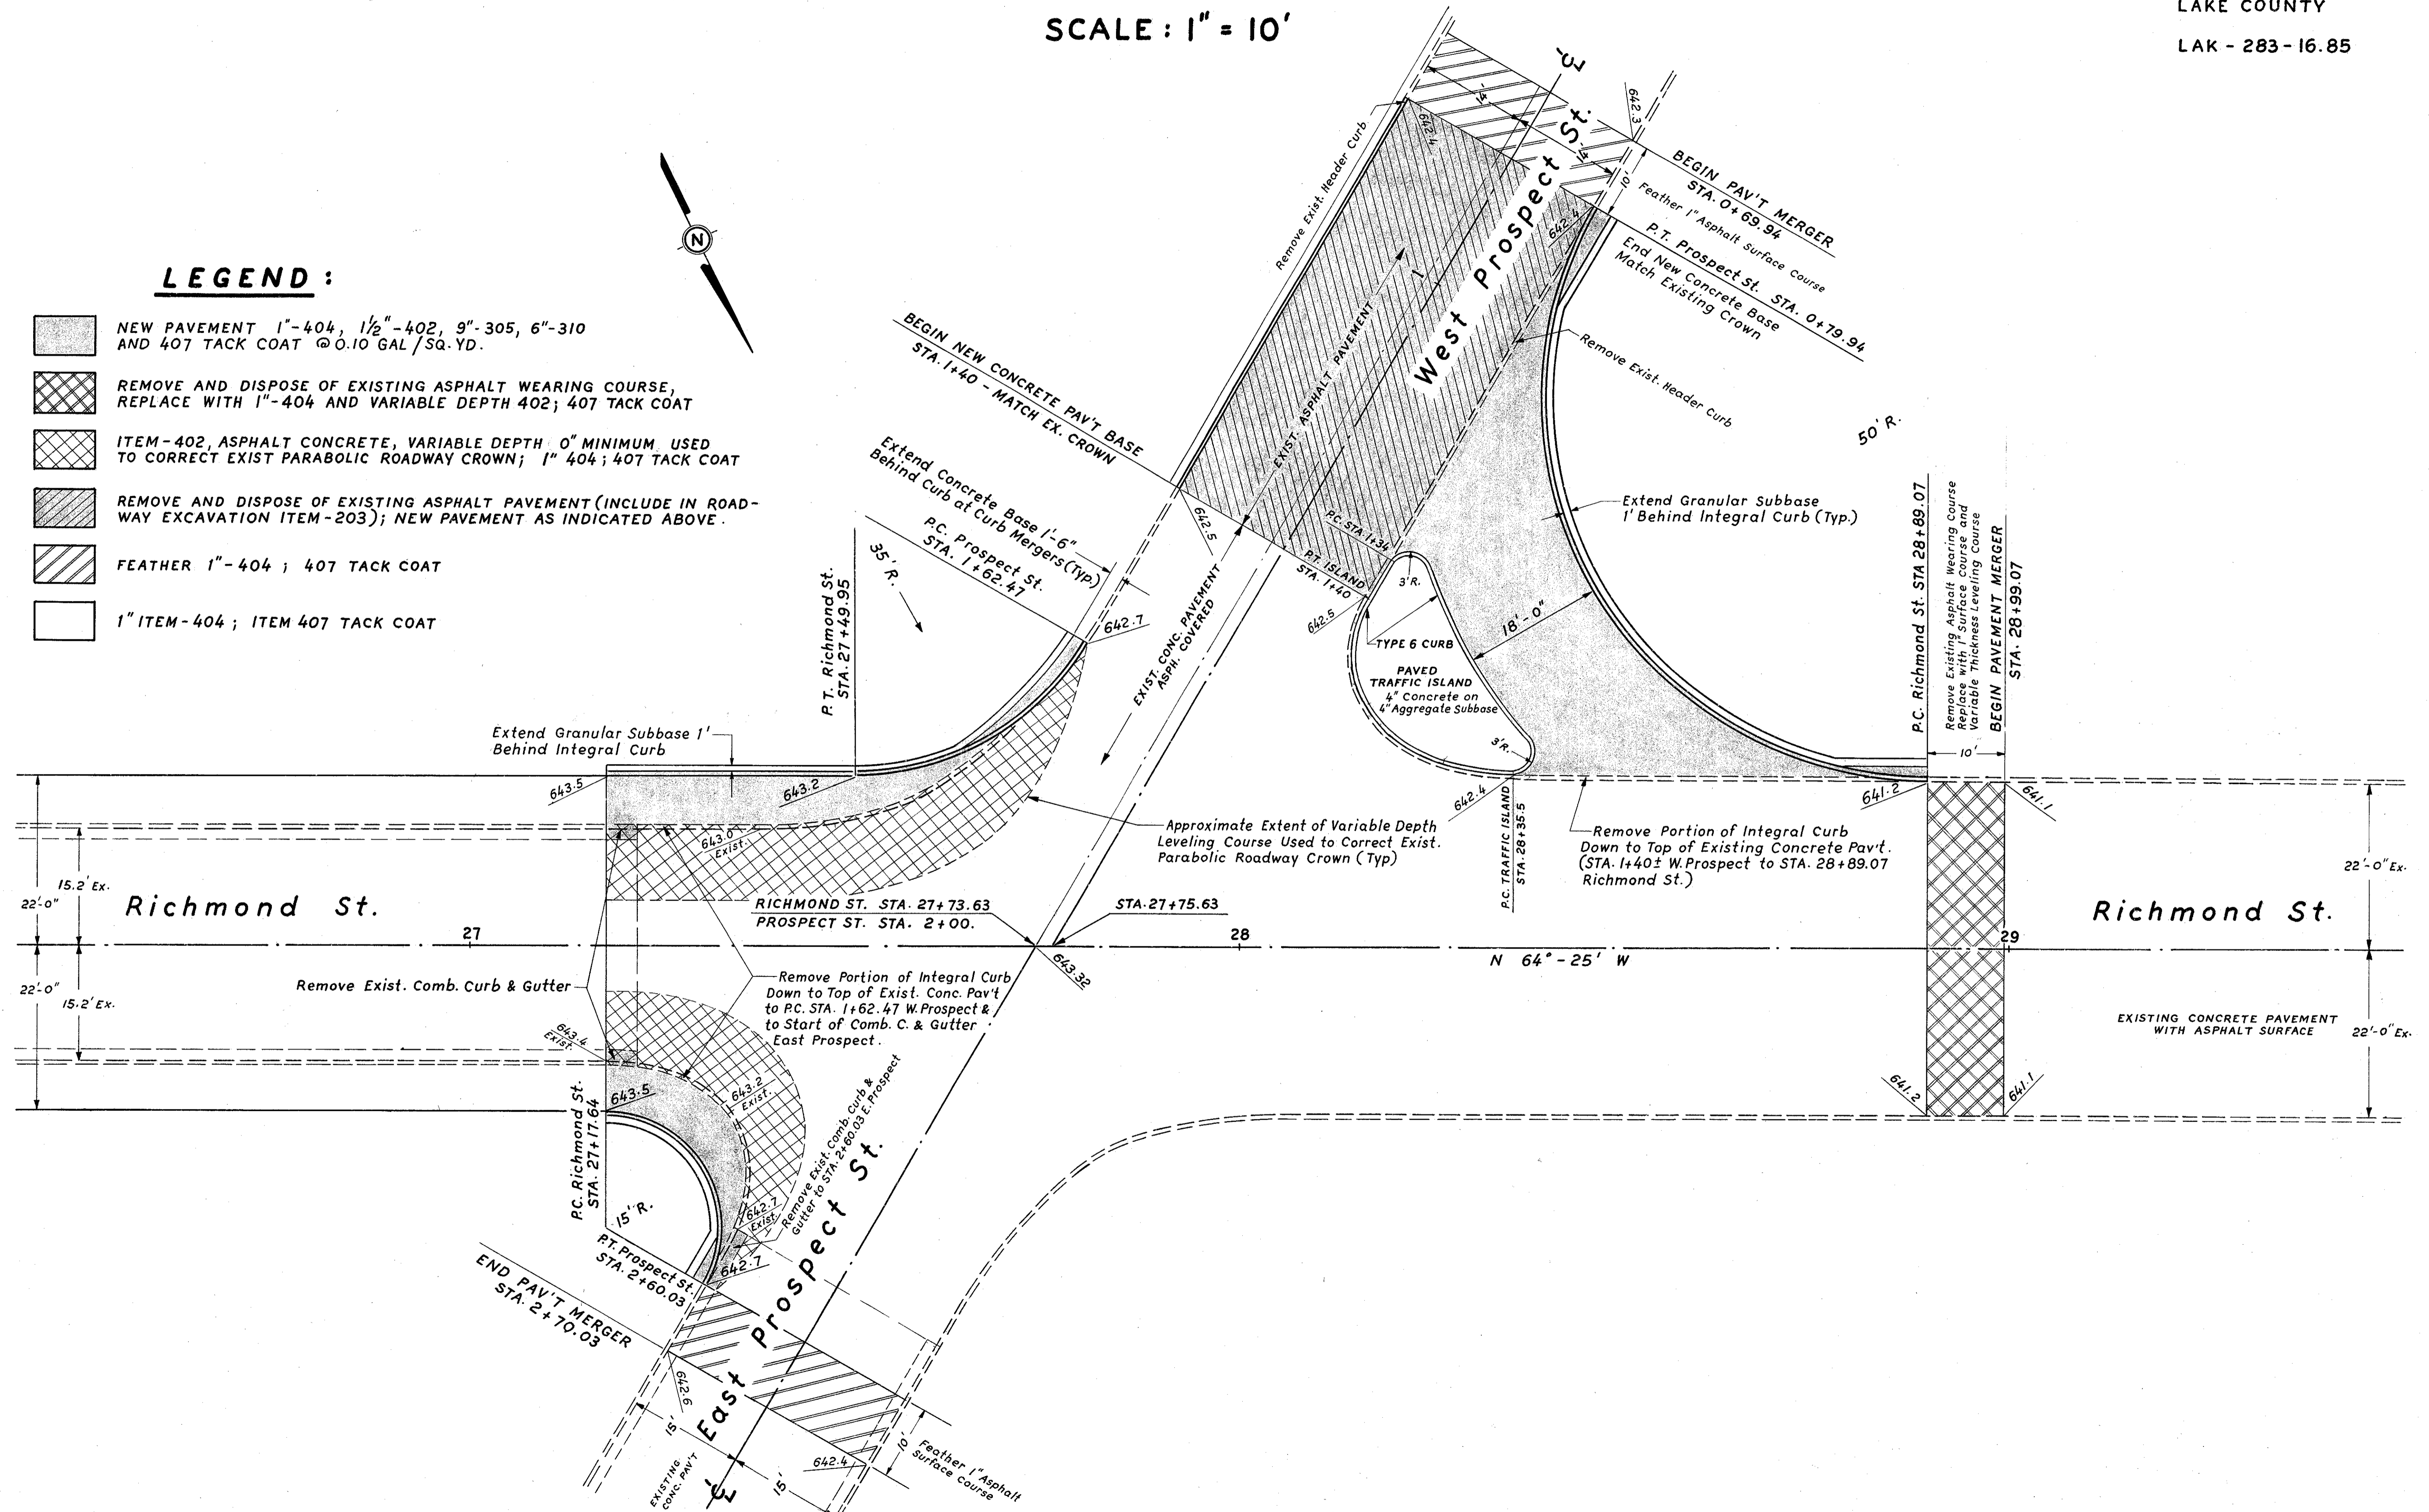 SCALE : 1" = 10'
LAKE COUNTY
LAK - 283 - 16.85
N
LEGEND :
NEW PAVEMENT 1"-404, 1½"-402, 9"-305, 6"-310
AND 407 TACK COAT @ 0.10 GAL / SQ. YD.
REMOVE AND DISPOSE OF EXISTING ASPHALT WEARING COURSE,
REPLACE WITH 1"-404 AND VARIABLE DEPTH 402; 407 TACK COAT
ITEM-402, ASPHALT CONCRETE, VARIABLE DEPTH 0" MINIMUM USED
TO CORRECT EXIST PARABOLIC ROADWAY CROWN; 1" 404; 407 TACK COAT
REMOVE AND DISPOSE OF EXISTING ASPHALT PAVEMENT (INCLUDE IN ROAD-
WAY EXCAVATION ITEM-203); NEW PAVEMENT AS INDICATED ABOVE.
FEATHER 1"-404 ; 407 TACK COAT
1" ITEM-404 ; ITEM 407 TACK COAT
℄
14'
14'
642.3
642.4
642.4
10'
BEGIN PAV'T MERGER
STA. 0+69.94
Feather 1" Asphalt Surface Course
P.T. Prospect St. STA. 0+79.94
End New Concrete Base
Match Existing
Crown
Remove Exist. Header Curb
West Prospect St.
1
EXIST. ASPHALT PAVEMENT
Remove Exist. Header Curb
50' R.
BEGIN NEW CONCRETE PAV'T BASE
STA. 1+40 - MATCH EX. CROWN
Extend Concrete Base 1'-6"
Behind Curb at Curb Mergers (Typ.)
P.C. Prospect St.
STA. 1+62.47
642.5
642.7
35' R.
P.T. Richmond St.
STA. 27+49.95
EXIST. CONC. PAVEMENT
ASPH. COVERED
P.C. STA. 1+34
P.T. ISLAND
STA. 1+40
642.5
3' R.
TYPE 6 CURB
PAVED
TRAFFIC ISLAND
4" Concrete on
4" Aggregate Subbase
3' R.
18'-0"
Extend Granular Subbase
1' Behind Integral Curb (Typ.)
P.C. Richmond St. STA 28+89.07
Remove Existing Asphalt Wearing Course
Replace with 1" Surface Course and
Variable Thickness Leveling Course
BEGIN PAVEMENT MERGER
STA. 28+99.07
10'
Extend Granular Subbase 1'
Behind Integral Curb
643.5
643.2
643.0
Exist.
642.4
P.C. TRAFFIC ISLAND
STA. 28+35.5
641.2
641.1
Approximate Extent of Variable Depth
Leveling Course Used to Correct Exist.
Parabolic Roadway Crown (Typ)
Remove Portion of Integral Curb
Down to Top of Existing Concrete Pav't.
(STA. 1+40± W. Prospect to STA. 28+89.07
Richmond St.)
22'-0"
15.2' Ex.
Richmond St.
RICHMOND ST. STA. 27+73.63
PROSPECT ST. STA. 2+00.
STA. 27+75.63
22'-0" Ex.
Richmond St.
27
28
29
643.32
N 64° - 25' W
22'-0"
15.2' Ex.
Remove Exist. Comb. Curb & Gutter
Remove Portion of Integral Curb
Down to Top of Exist. Conc. Pav't
to P.C. STA. 1+62.47 W. Prospect &
to Start of Comb. C. & Gutter
East Prospect.
EXISTING CONCRETE PAVEMENT
WITH ASPHALT SURFACE
22'-0" Ex.
643.4
Exist.
643.5
643.2
Exist.
641.2
641.1
P.C. Richmond St.
STA. 27+17.64
15' R.
Remove Exist. Comb. Curb &
Gutter to STA. 2+60.03 E. Prospect
642.7
Exist.
642.7
P.T. Prospect St.
STA. 2+60.03
END PAV'T MERGER
STA. 2+70.03
East Prospect St.
642.6
15'
15'
642.4
10'
Feather 1" Asphalt
Surface Course
EXISTING
CONC. PAV'T
℄